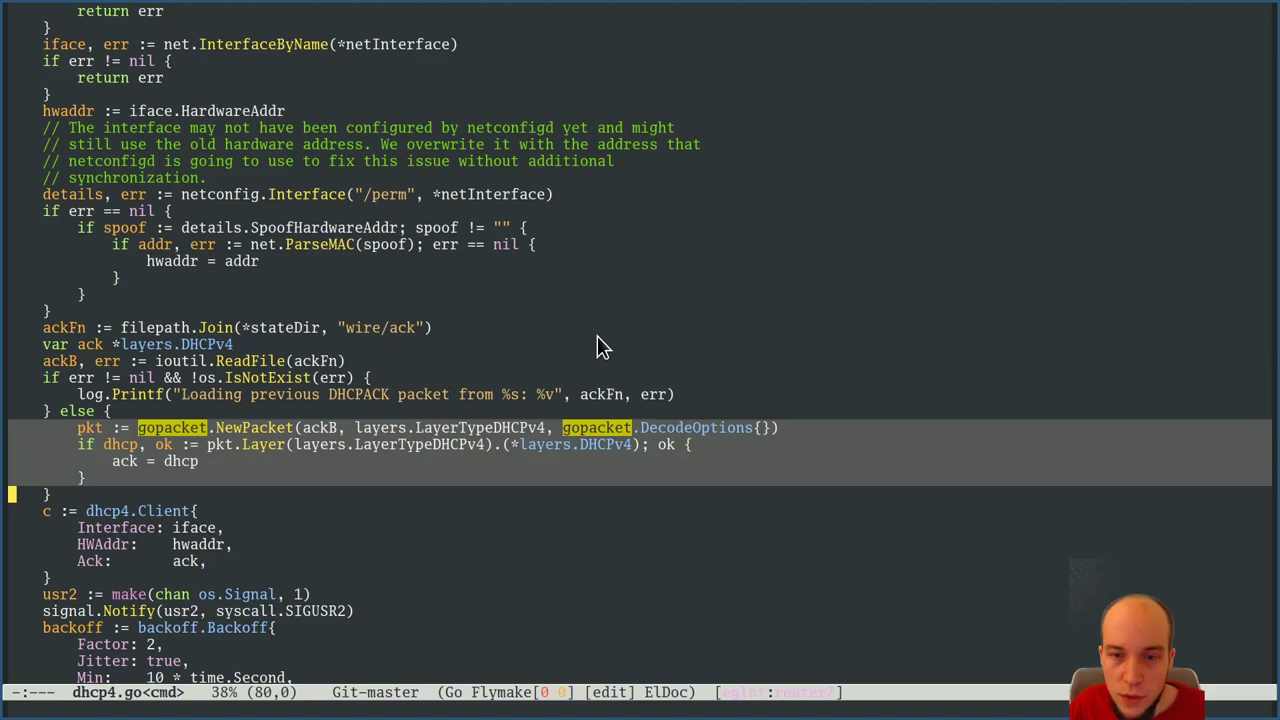 return err
}
iface, err := net.InterfaceByName(*netInterface)
if err != nil {
return err
}
hwaddr := iface.HardwareAddr
// The interface may not have been configured by netconfigd yet and might
// still use the old hardware address. We overwrite it with the address that
// netconfigd is going to use to fix this issue without additional
// synchronization.
details, err := netconfig.Interface("/perm", *netInterface)
if err == nil {
if spoof := details.SpoofHardwareAddr; spoof != "" {
if addr, err := net.ParseMAC(spoof); err == nil {
hwaddr = addr
}
}
}
ackFn := filepath.Join(*stateDir, "wire/ack")
var ack *layers.DHCPv4
ackB, err := ioutil.ReadFile(ackFn)
if err != nil && !os.IsNotExist(err) {
log.Printf("Loading previous DHCPACK packet from %s: %v", ackFn, err)
} else {
pkt := gopacket.NewPacket(ackB, layers.LayerTypeDHCPv4, gopacket.DecodeOptions{})
if dhcp, ok := pkt.Layer(layers.LayerTypeDHCPv4).(*layers.DHCPv4); ok {
ack = dhcp
}
}
c := dhcp4.Client{
Interface: iface,
HWAddr: hwaddr,
Ack: ack,
}
usr2 := make(chan os.Signal, 1)
signal.Notify(usr2, syscall.SIGUSR2)
backoff := backoff.Backoff{
Factor: 2,
Jitter: true,
Min: 10 * time.Second,
-:--- dhcp4.go<cmd> 38% (80,0) Git-master (Go Flymake[0 0] [edit] ElDoc) [eglot:router7]